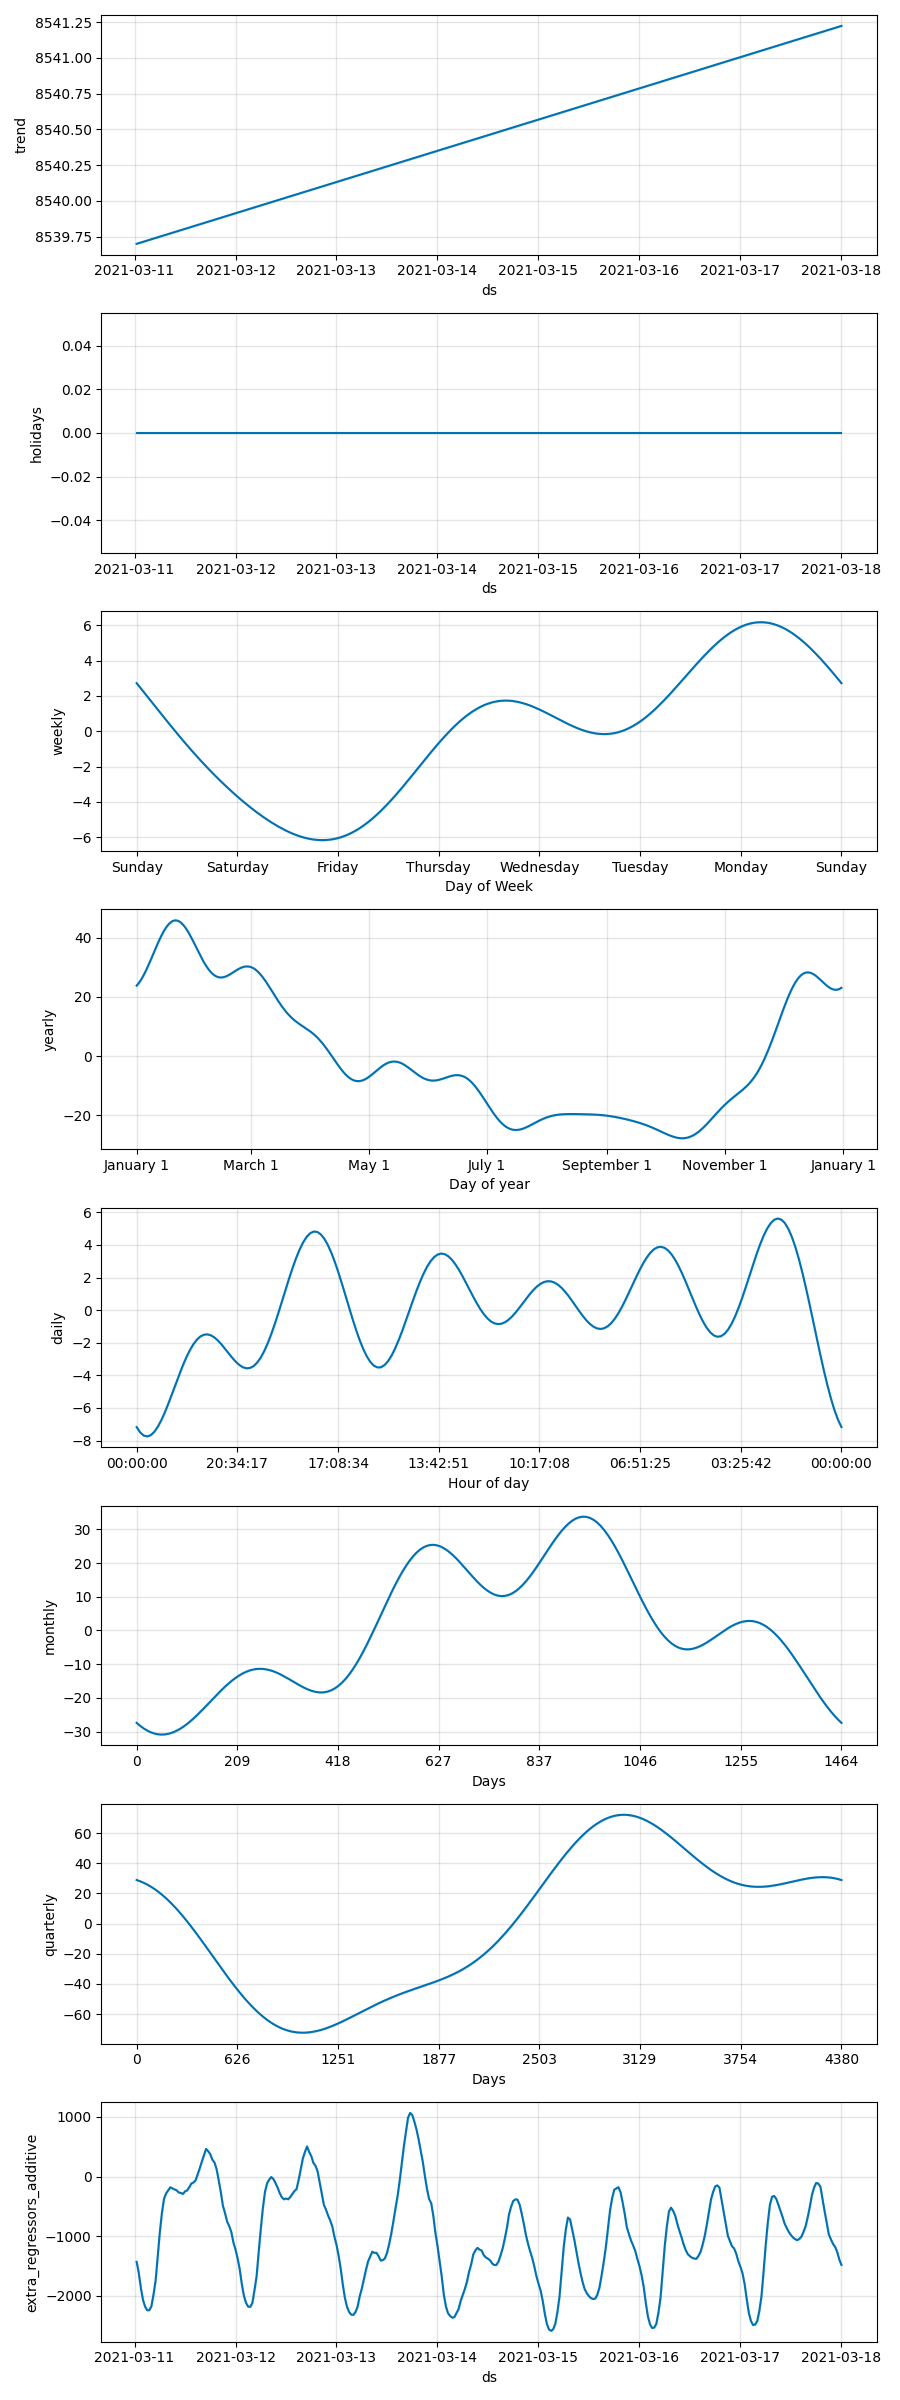 8541.25
8541.00
8540.75
8540.50
8540.25
8540.00
8539.75
trend
2021-03-11 2021-03-12 2021-03-13 2021-03-14 2021-03-15 2021-03-16 2021-03-17 2021-03-18
ds
0.04
0.02
0.00
−0.02
−0.04
holidays
2021-03-11 2021-03-12 2021-03-13 2021-03-14 2021-03-15 2021-03-16 2021-03-17 2021-03-18
ds
6
4
2
0
−2
−4
−6
weekly
Sunday Saturday Friday Thursday Wednesday Tuesday Monday Sunday
Day of Week
40
20
0
−20
yearly
January 1 March 1 May 1 July 1 September 1 November 1 January 1
Day of year
6
4
2
0
−2
−4
−6
−8
daily
00:00:00 20:34:17 17:08:34 13:42:51 10:17:08 06:51:25 03:25:42 00:00:00
Hour of day
30
20
10
0
−10
−20
−30
monthly
0 209 418 627 837 1046 1255 1464
Days
60
40
20
0
−20
−40
−60
quarterly
0 626 1251 1877 2503 3129 3754 4380
Days
1000
0
−1000
−2000
extra_regressors_additive
2021-03-11 2021-03-12 2021-03-13 2021-03-14 2021-03-15 2021-03-16 2021-03-17 2021-03-18
ds